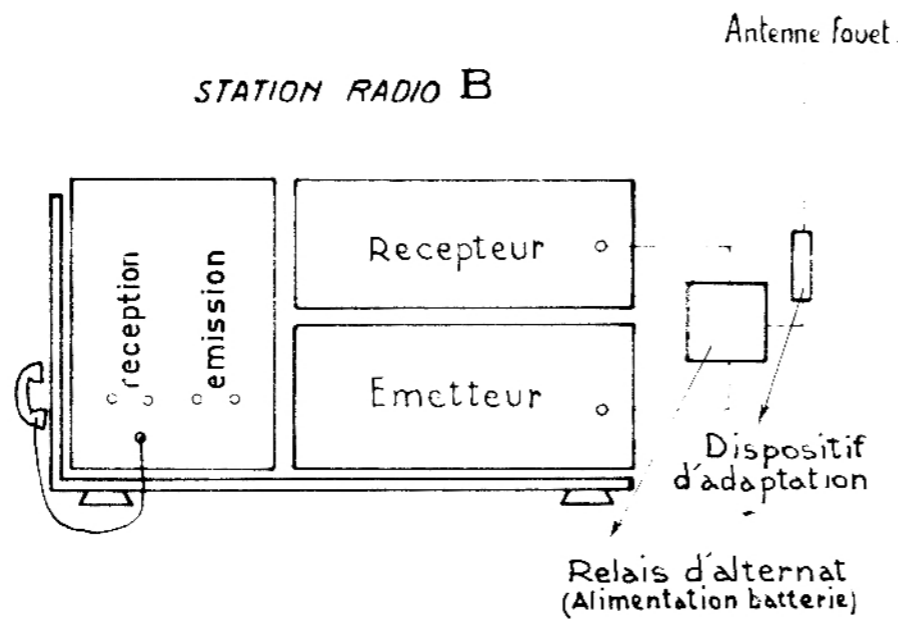 Antenne fouet.
STATION RADIO B
reception
emission
Recepteur
Emetteur
Dispositif
d'adaptation
Relais d'alternat
(Alimentation batterie)